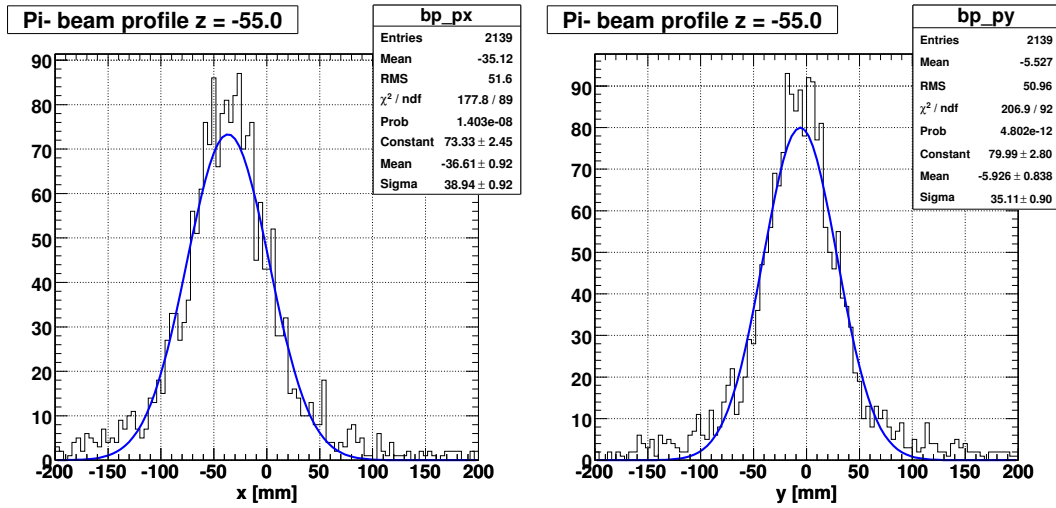 Pi- beam profile z = -55.0
bp_px
Entries 2139
Mean -35.12
RMS 51.6
χ² / ndf 177.8 / 89
Prob 1.403e-08
Constant 73.33 ± 2.45
Mean -36.61 ± 0.92
Sigma 38.94 ± 0.92
90
80
70
60
50
40
30
20
10
0
-200 -150 -100 -50 0 50 100 150 200
x [mm]
Pi- beam profile z = -55.0
bp_py
Entries 2139
Mean -5.527
RMS 50.96
χ² / ndf 206.9 / 92
Prob 4.802e-12
Constant 79.99 ± 2.80
Mean -5.926 ± 0.838
Sigma 35.11 ± 0.90
90
80
70
60
50
40
30
20
10
0
-200 -150 -100 -50 0 50 100 150 200
y [mm]